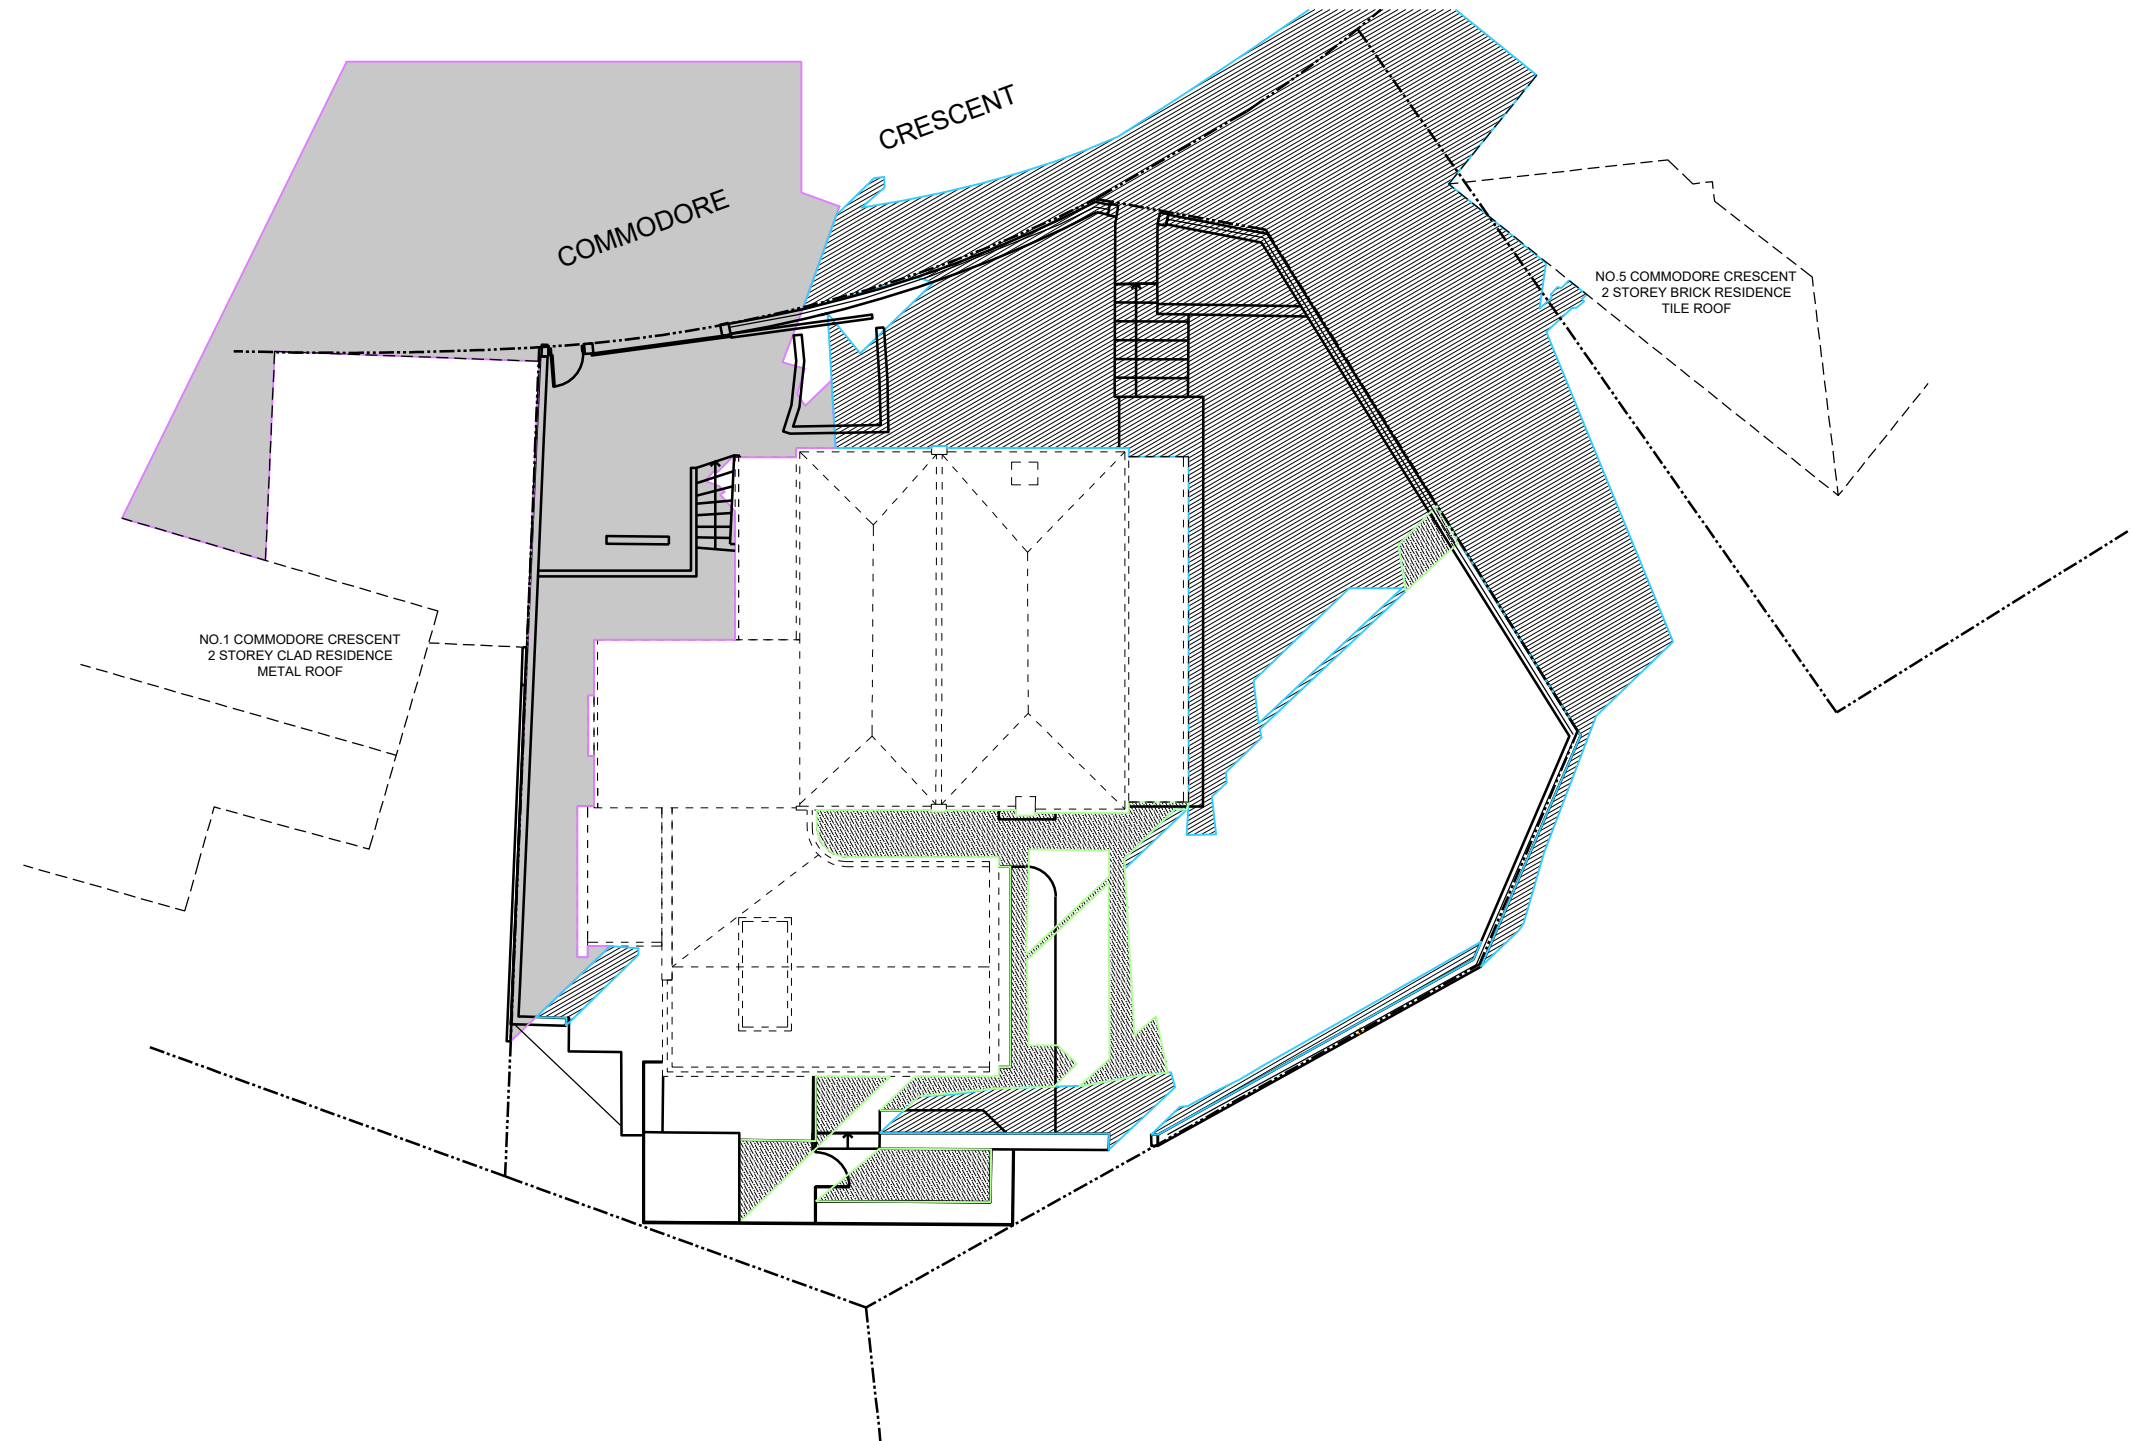 COMMODORE
CRESCENT
NO.5 COMMODORE CRESCENT
2 STOREY BRICK RESIDENCE
TILE ROOF
NO.1 COMMODORE CRESCENT
2 STOREY CLAD RESIDENCE
METAL ROOF